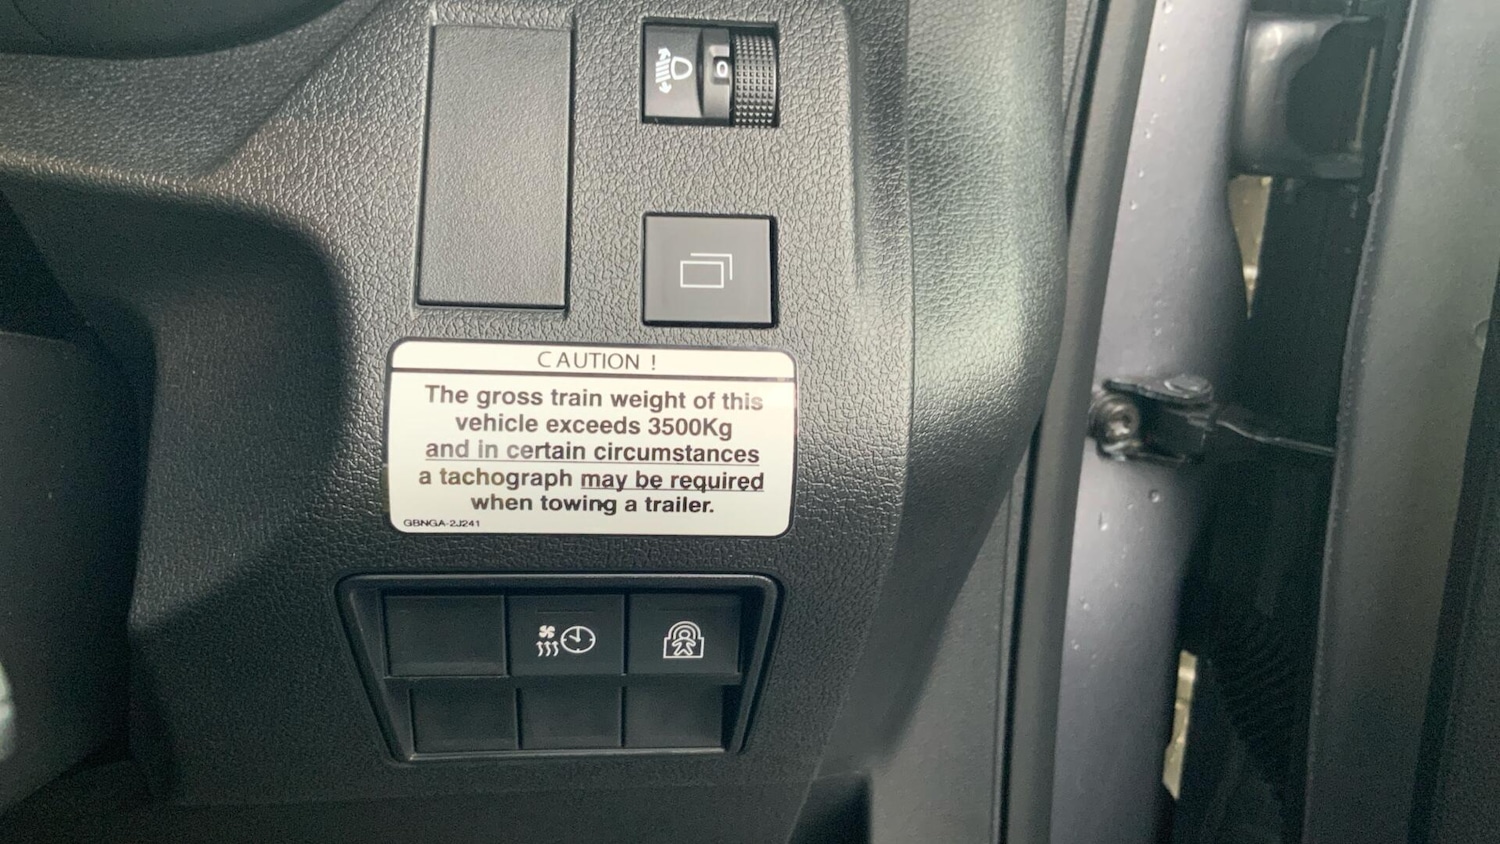 0
CAUTION !
The gross train weight of this
vehicle exceeds 3500Kg
and in certain circumstances
a tachograph may be required
when towing a trailer.
GBNGA-2J241